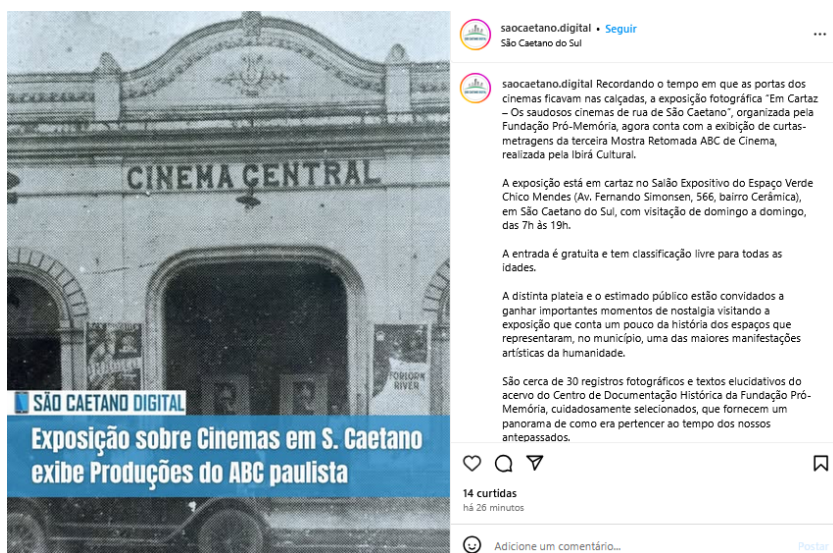 CINEMA CENTRAL
FORLORN
RIVER
SÃO CAETANO DIGITAL
Exposição sobre Cinemas em S. Caetano
exibe Produções do ABC paulista
saocaetano.digital • Seguir
São Caetano do Sul
saocaetano.digital Recordando o tempo em que as portas dos
cinemas ficavam nas calçadas, a exposição fotográfica "Em Cartaz
– Os saudosos cinemas de rua de São Caetano", organizada pela
Fundação Pró-Memória, agora conta com a exibição de curtas-
metragens da terceira Mostra Retomada ABC de Cinema,
realizada pela Ibirá Cultural.
A exposição está em cartaz no Salão Expositivo do Espaço Verde
Chico Mendes (Av. Fernando Simonsen, 566, bairro Cerâmica),
em São Caetano do Sul, com visitação de domingo a domingo,
das 7h às 19h.
A entrada é gratuita e tem classificação livre para todas as
idades.
A distinta plateia e o estimado público estão convidados a
ganhar importantes momentos de nostalgia visitando a
exposição que conta um pouco da história dos espaços que
representaram, no município, uma das maiores manifestações
artísticas da humanidade.
São cerca de 30 registros fotográficos e textos elucidativos do
acervo do Centro de Documentação Histórica da Fundação Pró-
Memória, cuidadosamente selecionados, que fornecem um
panorama de como era pertencer ao tempo dos nossos
antepassados.
14 curtidas
há 26 minutos
Adicione um comentário...
Postar